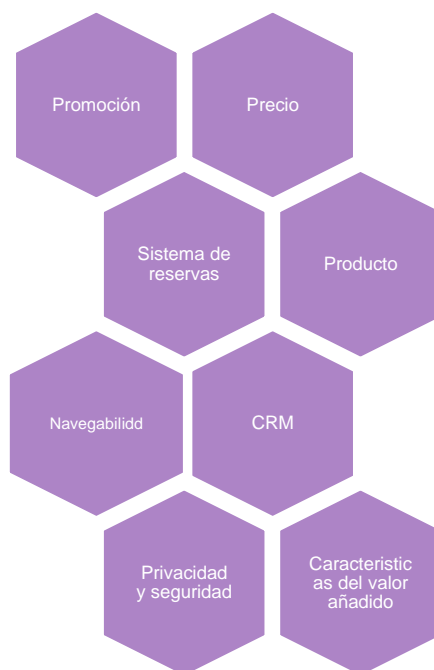 Promoción
Precio
Sistema de
reservas
Producto
Navegabilidd
CRM
Privacidad
y seguridad
Caracteristic
as del valor
añadido